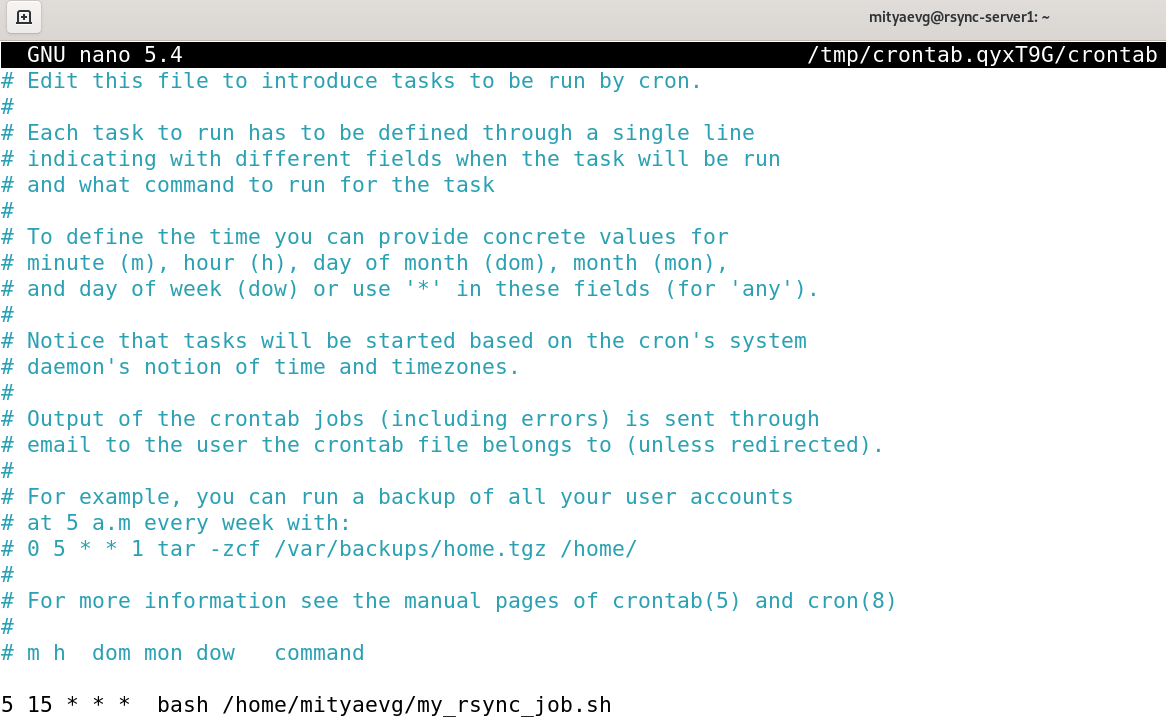 mityaevg@rsync-server1: ~
GNU nano 5.4 /tmp/crontab.qyxT9G/crontab
# Edit this file to introduce tasks to be run by cron.
#
# Each task to run has to be defined through a single line
# indicating with different fields when the task will be run
# and what command to run for the task
#
# To define the time you can provide concrete values for
# minute (m), hour (h), day of month (dom), month (mon),
# and day of week (dow) or use '*' in these fields (for 'any').
#
# Notice that tasks will be started based on the cron's system
# daemon's notion of time and timezones.
#
# Output of the crontab jobs (including errors) is sent through
# email to the user the crontab file belongs to (unless redirected).
#
# For example, you can run a backup of all your user accounts
# at 5 a.m every week with:
# 0 5 * * 1 tar -zcf /var/backups/home.tgz /home/
#
# For more information see the manual pages of crontab(5) and cron(8)
#
# m h  dom mon dow   command
5 15 * * *  bash /home/mityaevg/my_rsync_job.sh